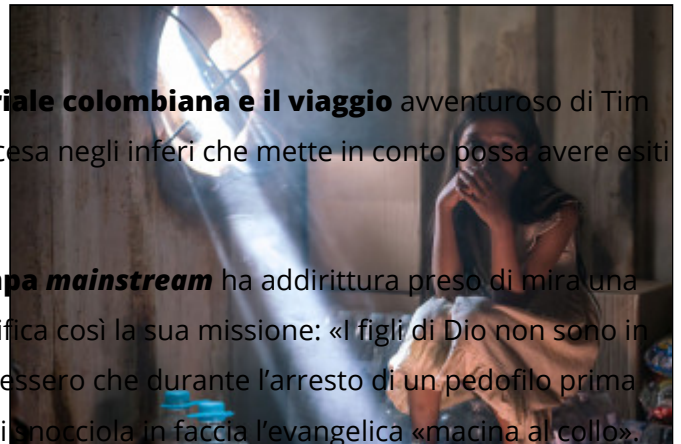 riale colombiana e il viaggio avventuroso di Tim
cesa negli inferi che mette in conto possa avere esiti
pa mainstream ha addirittura preso di mira una
ifica così la sua missione: «I figli di Dio non sono in
essero che durante l’arresto di un pedofilo prima
i snocciola in faccia l’evangelica «macina al collo».